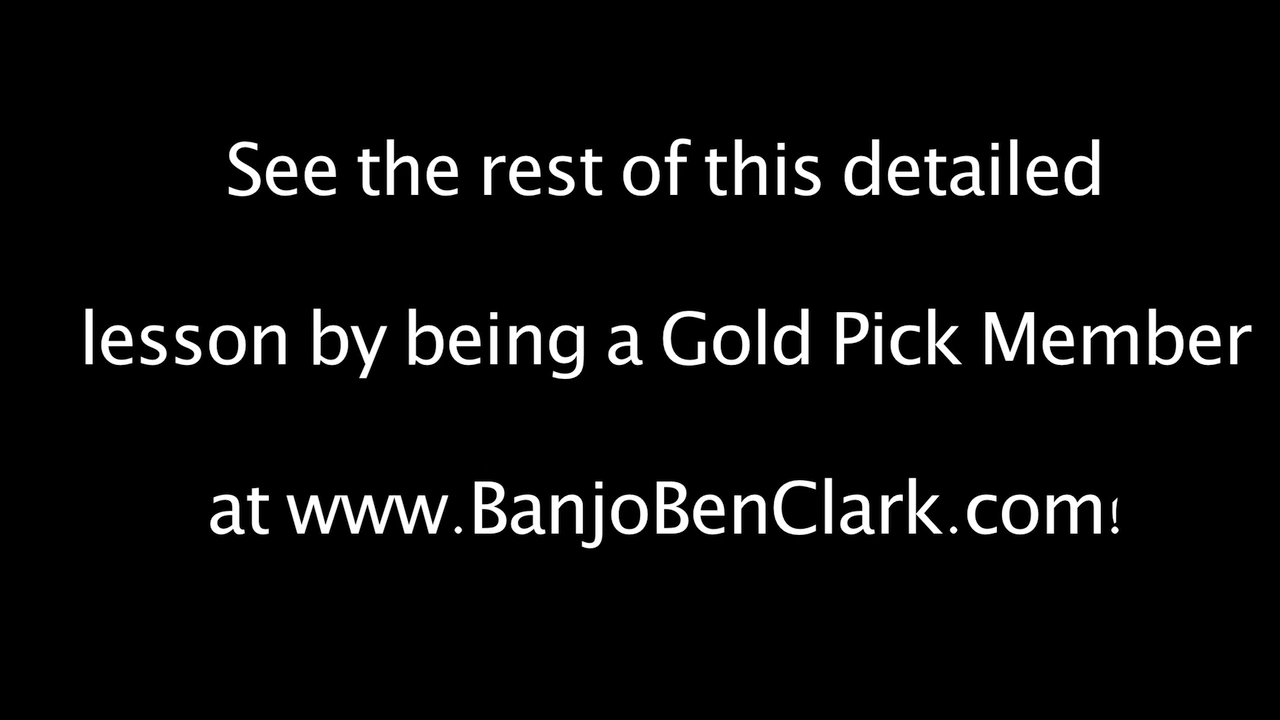 See the rest of this detailed
lesson by being a Gold Pick Member
at www.BanjoBenClark.com!